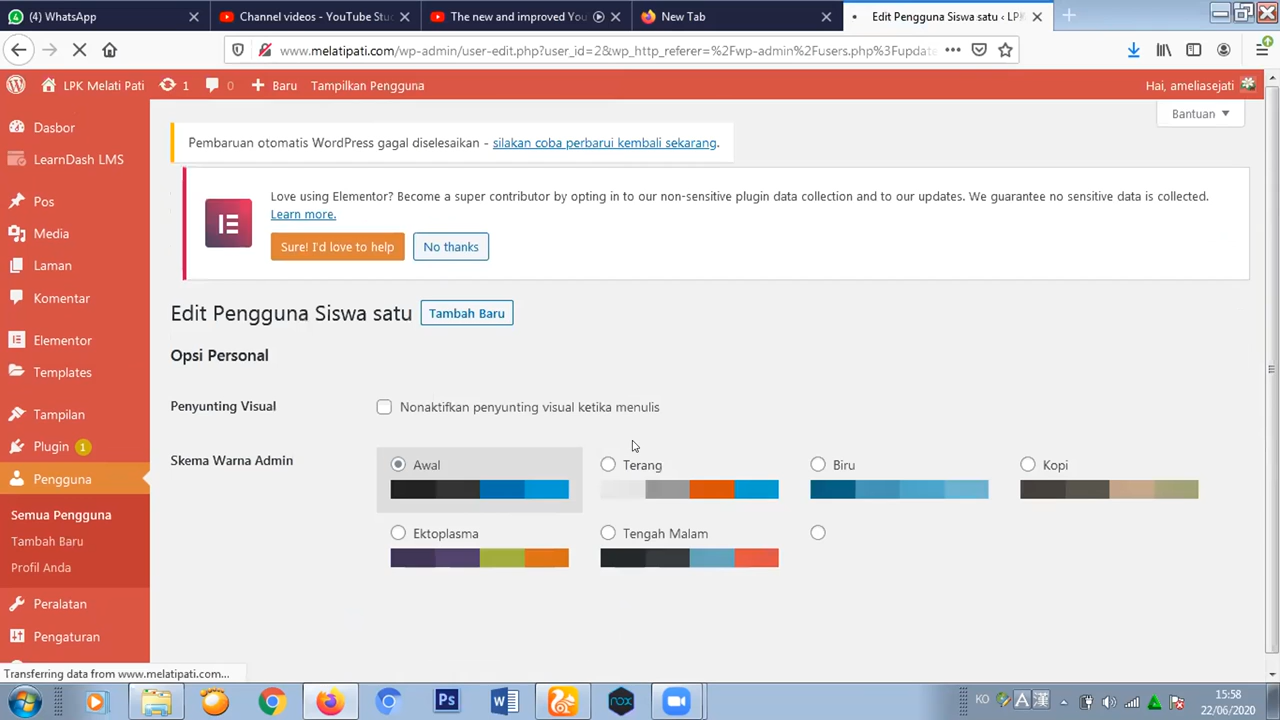 (4) WhatsApp
Channel videos - YouTube Stu
The new and improved You
New Tab
Edit Pengguna Siswa satu ‹ LPK
www.melatipati.com/wp-admin/user-edit.php?user_id=2&wp_http_referer=%2Fwp-admin%2Fusers.php%3Fupdate
LPK Melati Pati
1
0
Baru
Tampilkan Pengguna
Hai, ameliasejati
Bantuan
Dasbor
LearnDash LMS
Pos
Media
Laman
Komentar
Elementor
Templates
Tampilan
Plugin 1
Pengguna
Semua Pengguna
Tambah Baru
Profil Anda
Peralatan
Pengaturan
Pembaruan otomatis WordPress gagal diselesaikan - silakan coba perbarui kembali sekarang.
Love using Elementor? Become a super contributor by opting in to our non-sensitive plugin data collection and to our updates. We guarantee no sensitive data is collected.
Learn more.
Sure! I'd love to help
No thanks
Edit Pengguna Siswa satu
Tambah Baru
Opsi Personal
Penyunting Visual
Nonaktifkan penyunting visual ketika menulis
Skema Warna Admin
Awal
Terang
Biru
Kopi
Ektoplasma
Tengah Malam
Transferring data from www.melatipati.com...
Ps
W
nox
KO
A
漢
15:58
22/06/2020